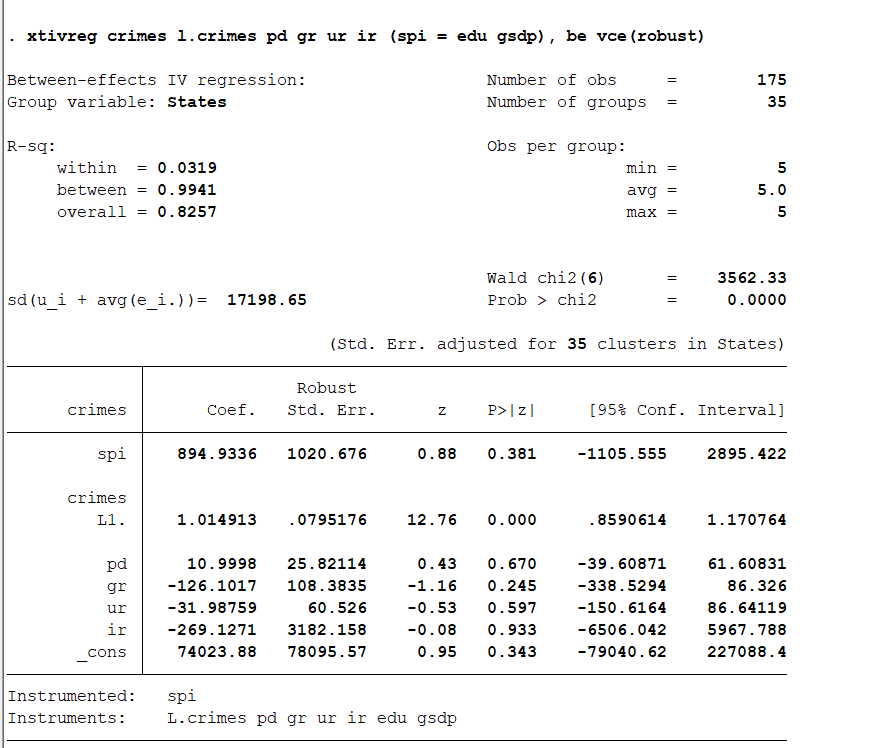 . xtivreg crimes l.crimes pd gr ur ir (spi = edu gsdp), be vce(robust)
Between-effects IV regression: Number of obs = 175
Group variable: States Number of groups = 35
R-sq: Obs per group:
within = 0.0319 min = 5
between = 0.9941 avg = 5.0
overall = 0.8257 max = 5
Wald chi2(6) = 3562.33
sd(u_i + avg(e_i.))= 17198.65 Prob > chi2 = 0.0000
(Std. Err. adjusted for 35 clusters in States)
Robust
crimes Coef. Std. Err. z P>|z| [95% Conf. Interval]
spi 894.9336 1020.676 0.88 0.381 -1105.555 2895.422
crimes
L1. 1.014913 .0795176 12.76 0.000 .8590614 1.170764
pd 10.9998 25.82114 0.43 0.670 -39.60871 61.60831
gr -126.1017 108.3835 -1.16 0.245 -338.5294 86.326
ur -31.98759 60.526 -0.53 0.597 -150.6164 86.64119
ir -269.1271 3182.158 -0.08 0.933 -6506.042 5967.788
_cons 74023.88 78095.57 0.95 0.343 -79040.62 227088.4
Instrumented: spi
Instruments: L.crimes pd gr ur ir edu gsdp